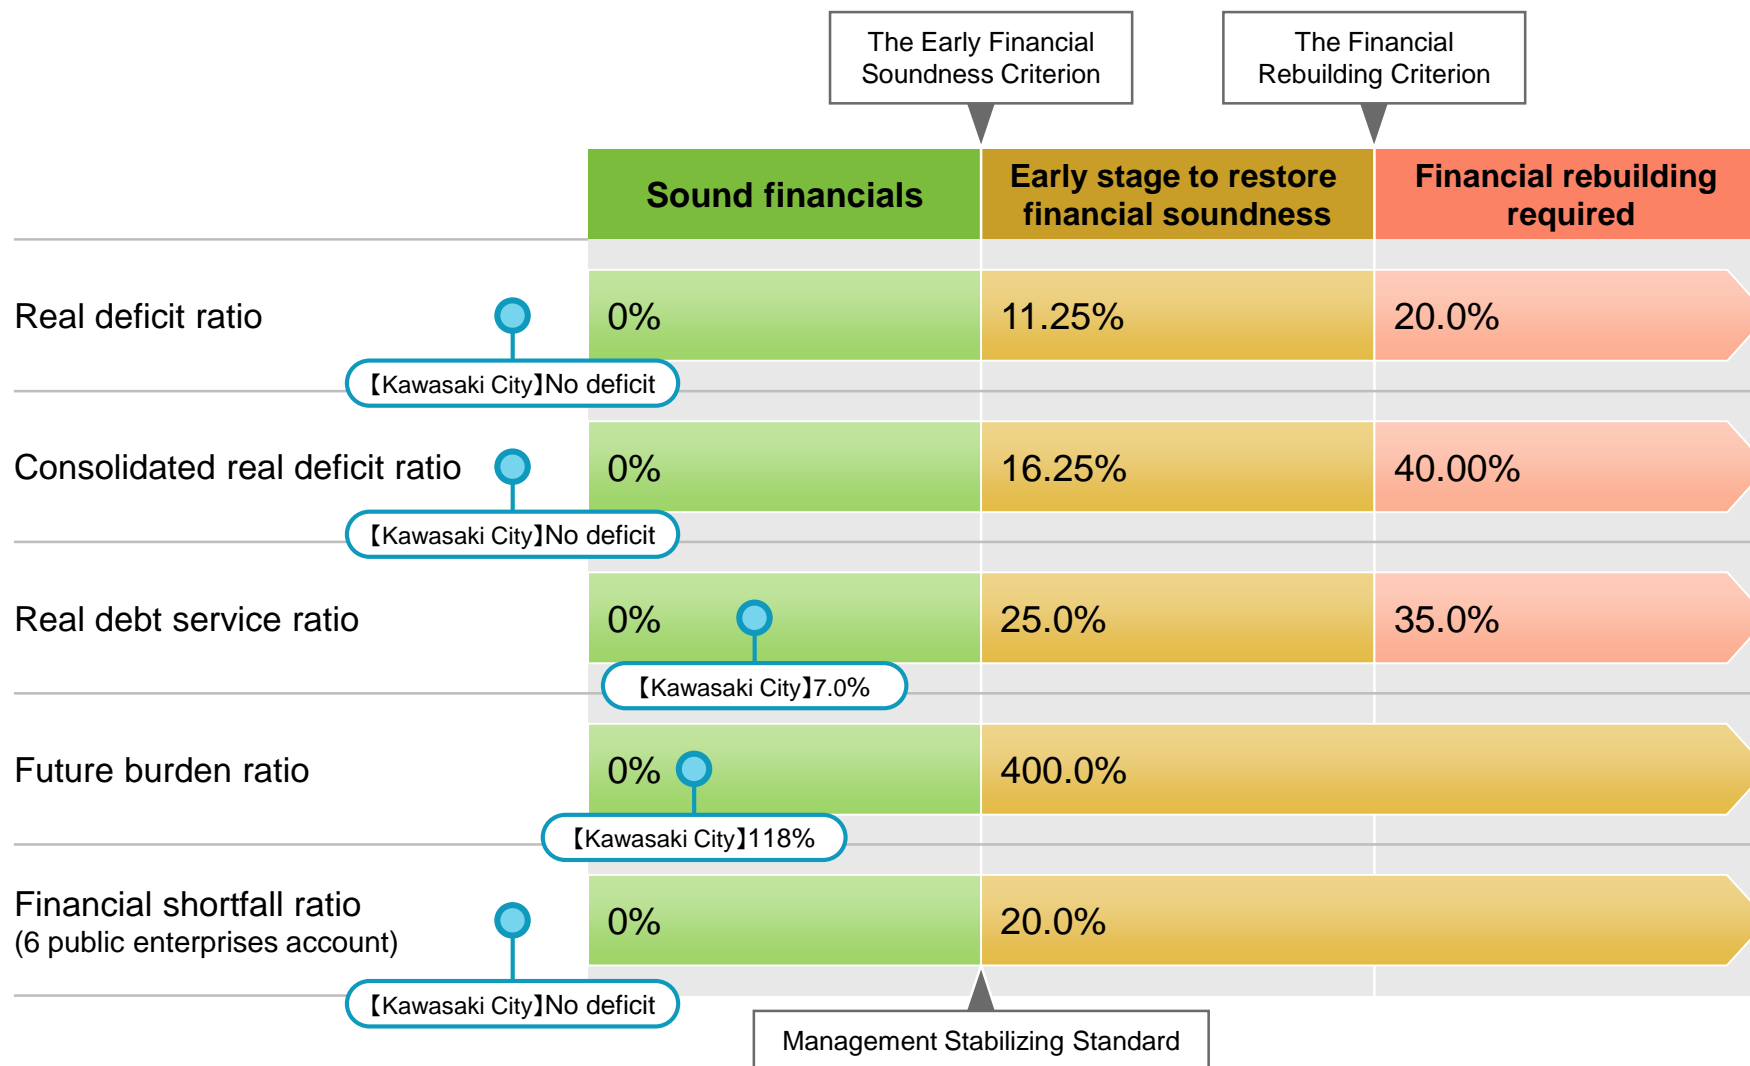 The Early Financial
Soundness Criterion
The Financial
Rebuilding Criterion
Sound financials
Early stage to restore
financial soundness
Financial rebuilding
required
Real deficit ratio
0%
11.25%
20.0%
【Kawasaki City】No deficit
Consolidated real deficit ratio
0%
16.25%
40.00%
【Kawasaki City】No deficit
Real debt service ratio
0%
25.0%
35.0%
【Kawasaki City】7.0%
Future burden ratio
0%
400.0%
【Kawasaki City】118%
Financial shortfall ratio
(6 public enterprises account)
0%
20.0%
【Kawasaki City】No deficit
Management Stabilizing Standard